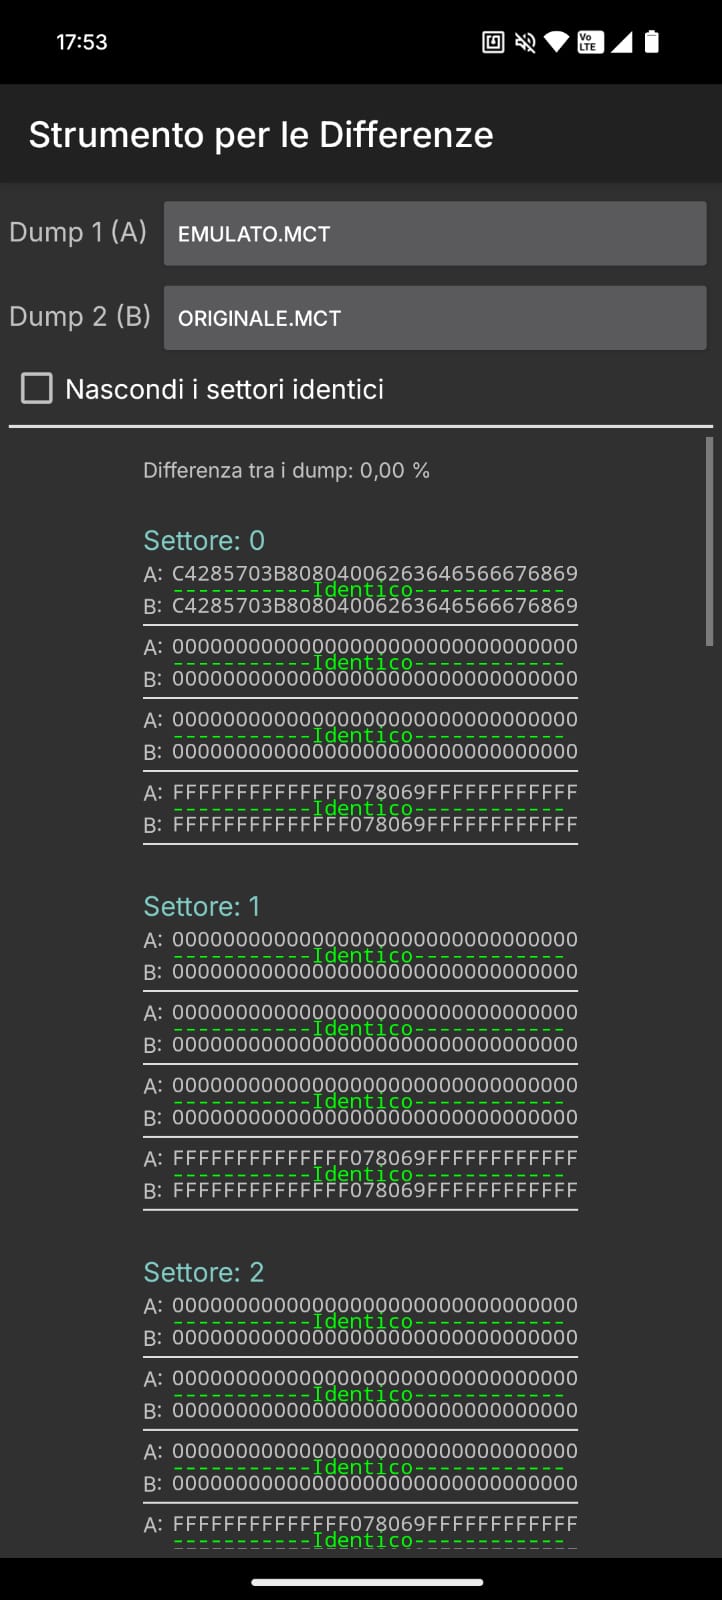 17:53
Vo LTE
Strumento per le Differenze
Dump 1 (A) EMULATO.MCT
Dump 2 (B) ORIGINALE.MCT
Nascondi i settori identici
Differenza tra i dump: 0,00 %
Settore: 0
A: C4285703B80804006263646566676869
-----------Identico------------
B: C4285703B80804006263646566676869
A: 00000000000000000000000000000000
-----------Identico------------
B: 00000000000000000000000000000000
A: 00000000000000000000000000000000
-----------Identico------------
B: 00000000000000000000000000000000
A: FFFFFFFFFFFFFF078069FFFFFFFFFFFF
-----------Identico------------
B: FFFFFFFFFFFFFF078069FFFFFFFFFFFF
Settore: 1
A: 00000000000000000000000000000000
-----------Identico------------
B: 00000000000000000000000000000000
A: 00000000000000000000000000000000
-----------Identico------------
B: 00000000000000000000000000000000
A: 00000000000000000000000000000000
-----------Identico------------
B: 00000000000000000000000000000000
A: FFFFFFFFFFFFFF078069FFFFFFFFFFFF
-----------Identico------------
B: FFFFFFFFFFFFFF078069FFFFFFFFFFFF
Settore: 2
A: 00000000000000000000000000000000
-----------Identico------------
B: 00000000000000000000000000000000
A: 00000000000000000000000000000000
-----------Identico------------
B: 00000000000000000000000000000000
A: 00000000000000000000000000000000
-----------Identico------------
B: 00000000000000000000000000000000
A: FFFFFFFFFFFFFF078069FFFFFFFFFFFF
-----------Identico------------